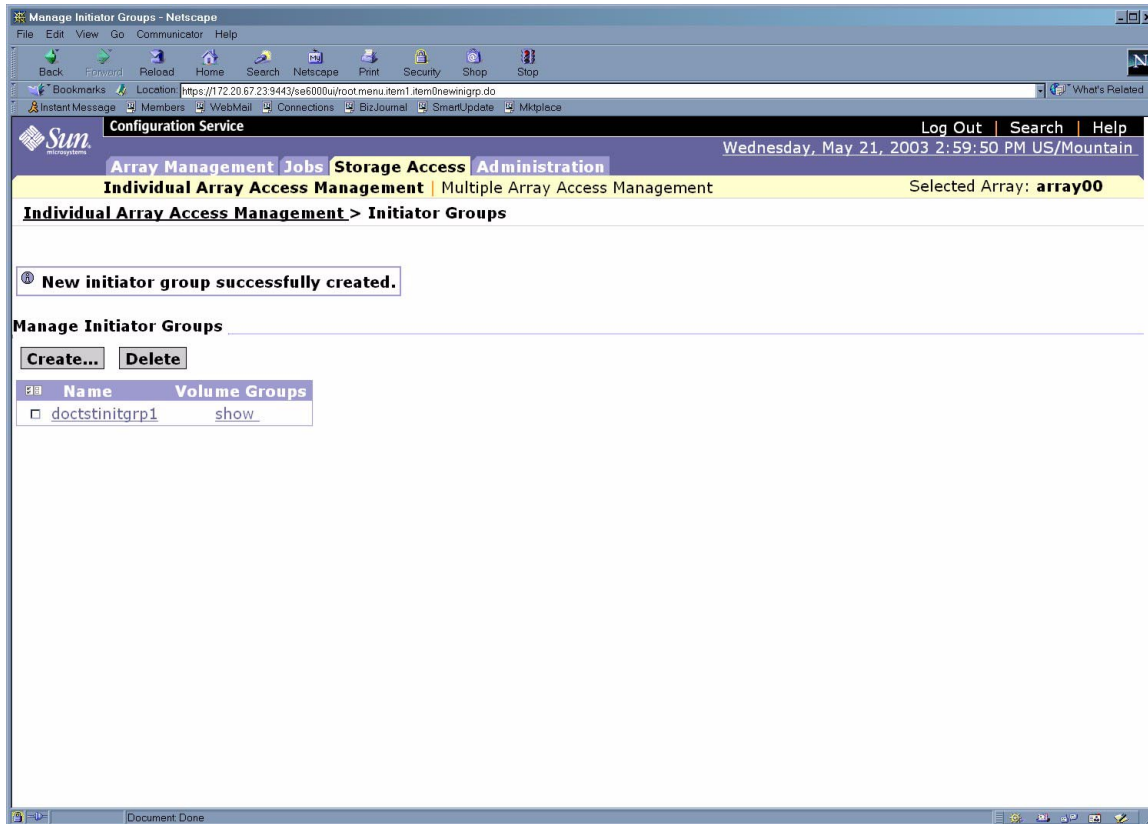 Manage Initiator Groups - Netscape
File Edit View Go Communicator Help
Back Forward Reload Home Search Netscape Print Security Shop Stop
Bookmarks Location: https://172.20.67.23:9443/se6000ui/root.menu.item1.item0newinigrp.do What's Related
Instant Message Members WebMail Connections BizJournal SmartUpdate Mktplace
Sun microsystems
Configuration Service Log Out | Search | Help
Wednesday, May 21, 2003 2:59:50 PM US/Mountain
Array Management Jobs Storage Access Administration
Individual Array Access Management | Multiple Array Access Management Selected Array: array00
Individual Array Access Management > Initiator Groups
New initiator group successfully created.
Manage Initiator Groups
Create... Delete
Name Volume Groups
doctstinitgrp1 show
Document: Done